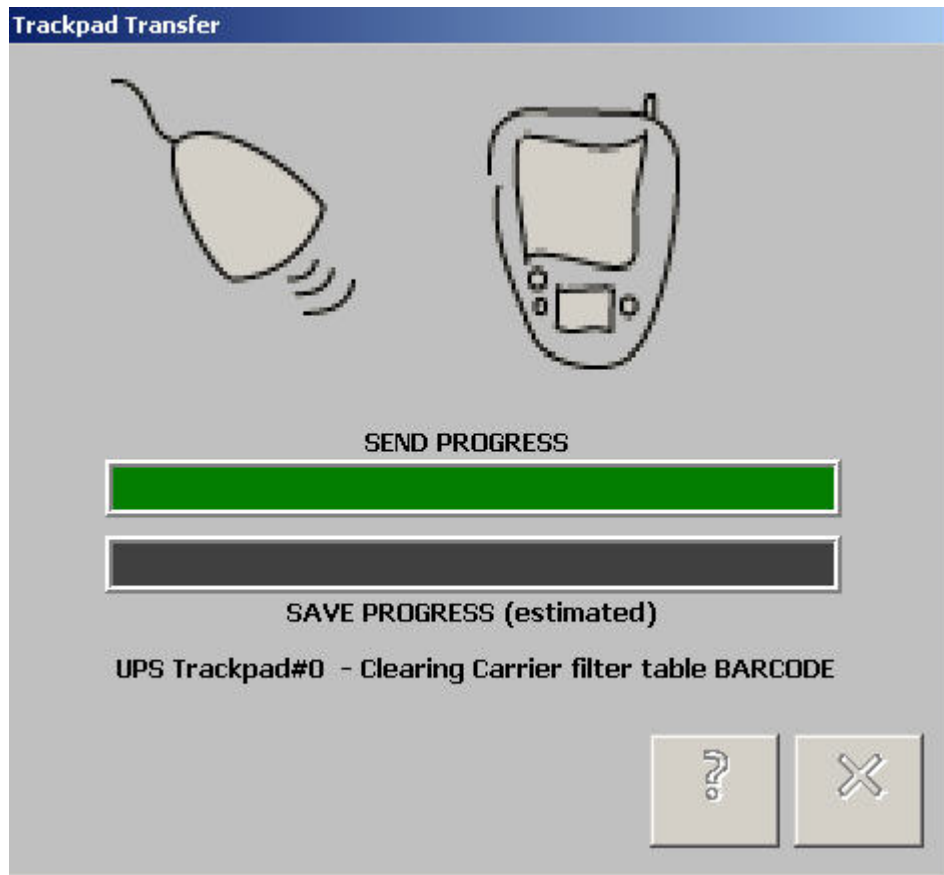 Trackpad Transfer
SEND PROGRESS
SAVE PROGRESS (estimated)
UPS Trackpad#0 - Clearing Carrier filter table BARCODE
?